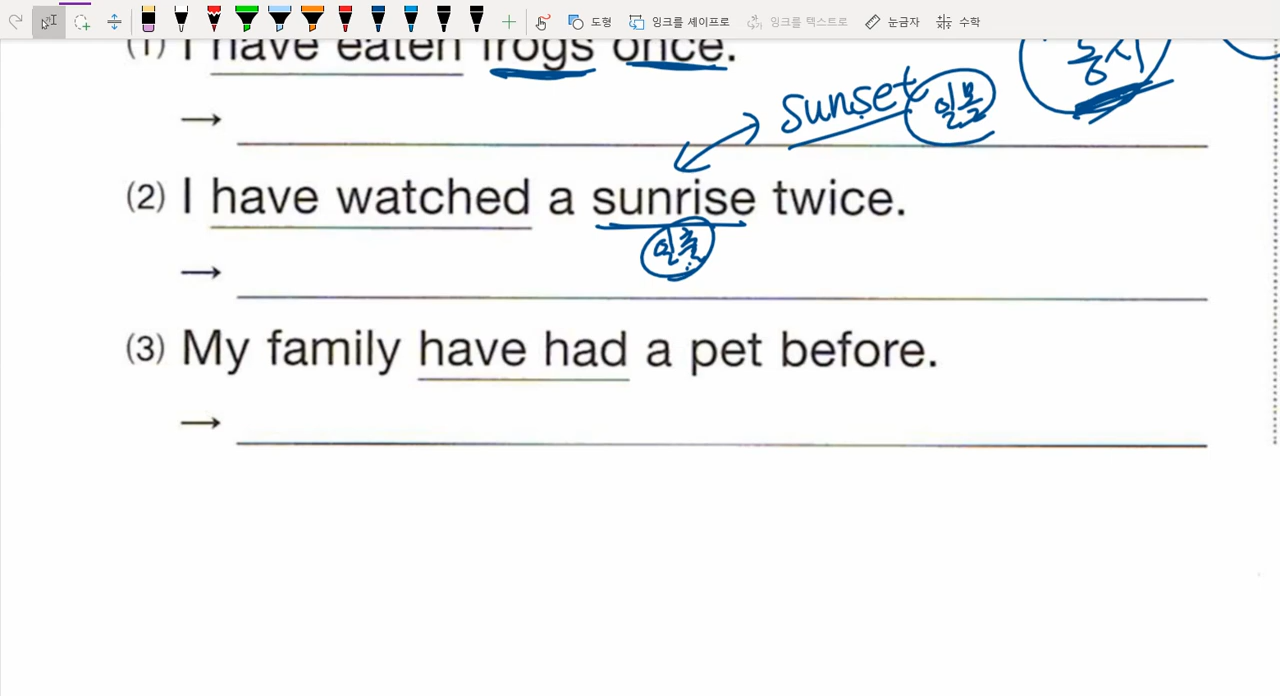 도형 잉크를 셰이프로 잉크를 텍스트로 눈금자 수학
(1) I have eaten frogs once.
sunset 일몰
(2) I have watched a sunrise twice.
일출
→
(3) My family have had a pet before.
→